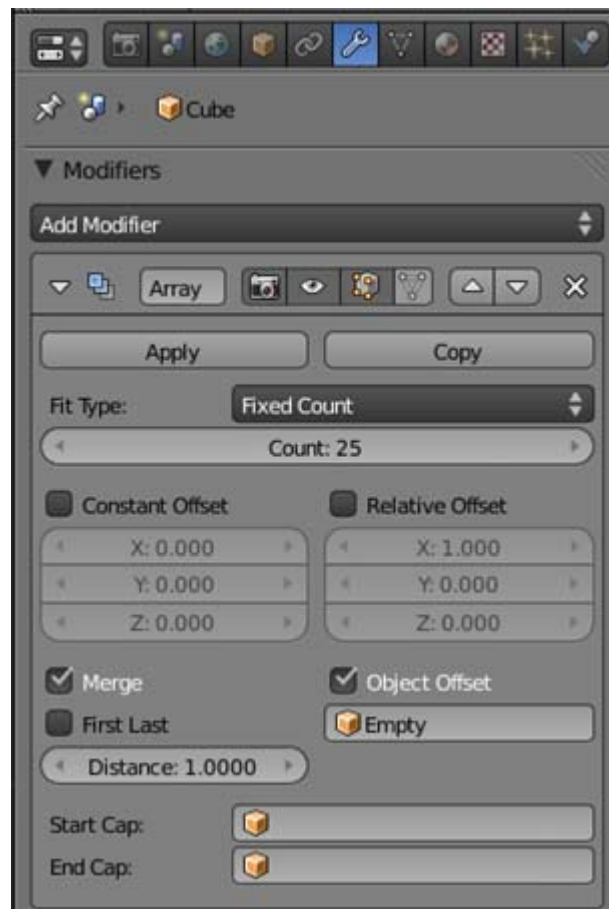 Cube
Modifiers
Add Modifier
Array
Apply Copy
Fit Type: Fixed Count
Count: 25
Constant Offset Relative Offset
X: 0.000 X: 1.000
Y: 0.000 Y: 0.000
Z: 0.000 Z: 0.000
Merge Object Offset
First Last Empty
Distance: 1.0000
Start Cap:
End Cap: